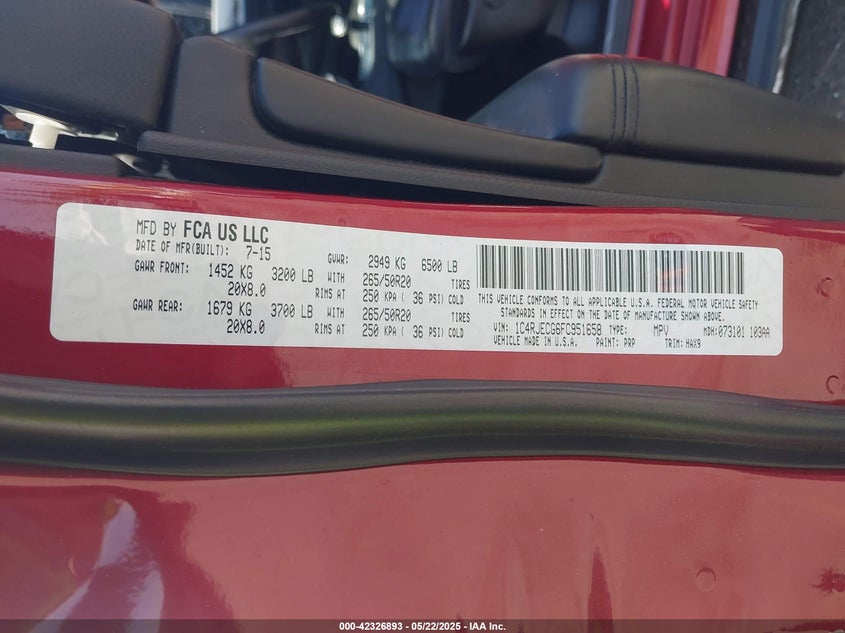 MFD BY FCA US LLC
DATE OF MFR(BUILT): 7-15 GVWR: 2949 KG 6500 LB
GAWR FRONT: 1452 KG 3200 LB WITH 265/50R20 TIRES
20X8.0 RIMS AT 250 KPA ( 36 PSI) COLD
GAWR REAR: 1679 KG 3700 LB WITH 265/50R20 TIRES
20X8.0 RIMS AT 250 KPA ( 36 PSI) COLD
THIS VEHICLE CONFORMS TO ALL APPLICABLE U.S.A. FEDERAL MOTOR VEHICLE SAFETY
STANDARDS IN EFFECT ON THE DATE OF MANUFACTURE SHOWN ABOVE.
VIN: 1C4RJECG6FC951658 TYPE: MPV MDH:073101 103AA
VEHICLE MADE IN U.S.A. PAINT: PRP TRIM: HAX9
000-42326893 - 05/22/2025 - IAA Inc.